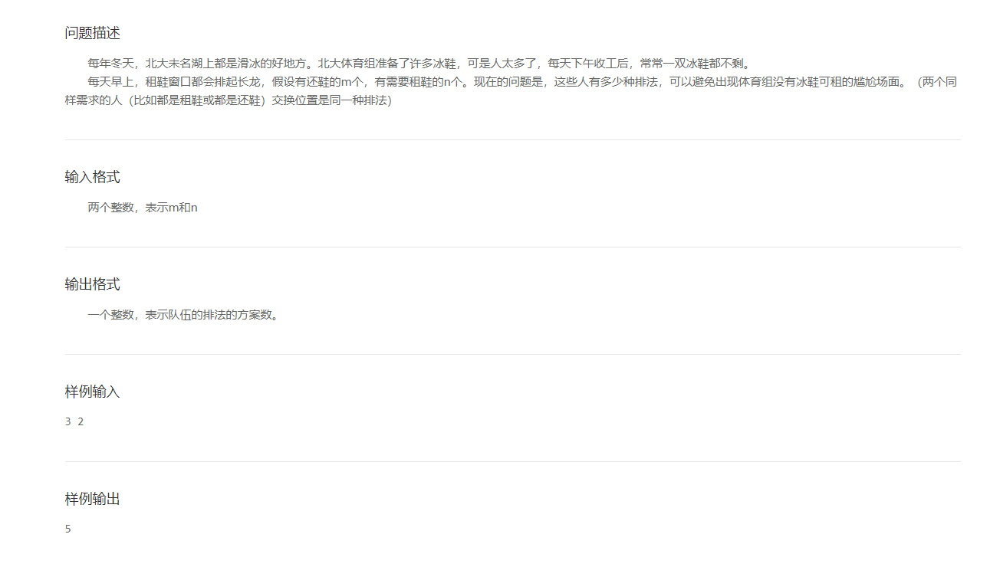 问题描述
每年冬天，北大未名湖上都是滑冰的好地方。北大体育组准备了许多冰鞋，可是人太多了，每天下午收工后，常常一双冰鞋都不剩。
每天早上，租鞋窗口都会排起长龙，假设有还鞋的m个，有需要租鞋的n个。现在的问题是，这些人有多少种排法，可以避免出现体育组没有冰鞋可租的尴尬场面。（两个同
样需求的人（比如都是租鞋或都是还鞋）交换位置是同一种排法）
输入格式
两个整数，表示m和n
输出格式
一个整数，表示队伍的排法的方案数。
样例输入
3 2
样例输出
5